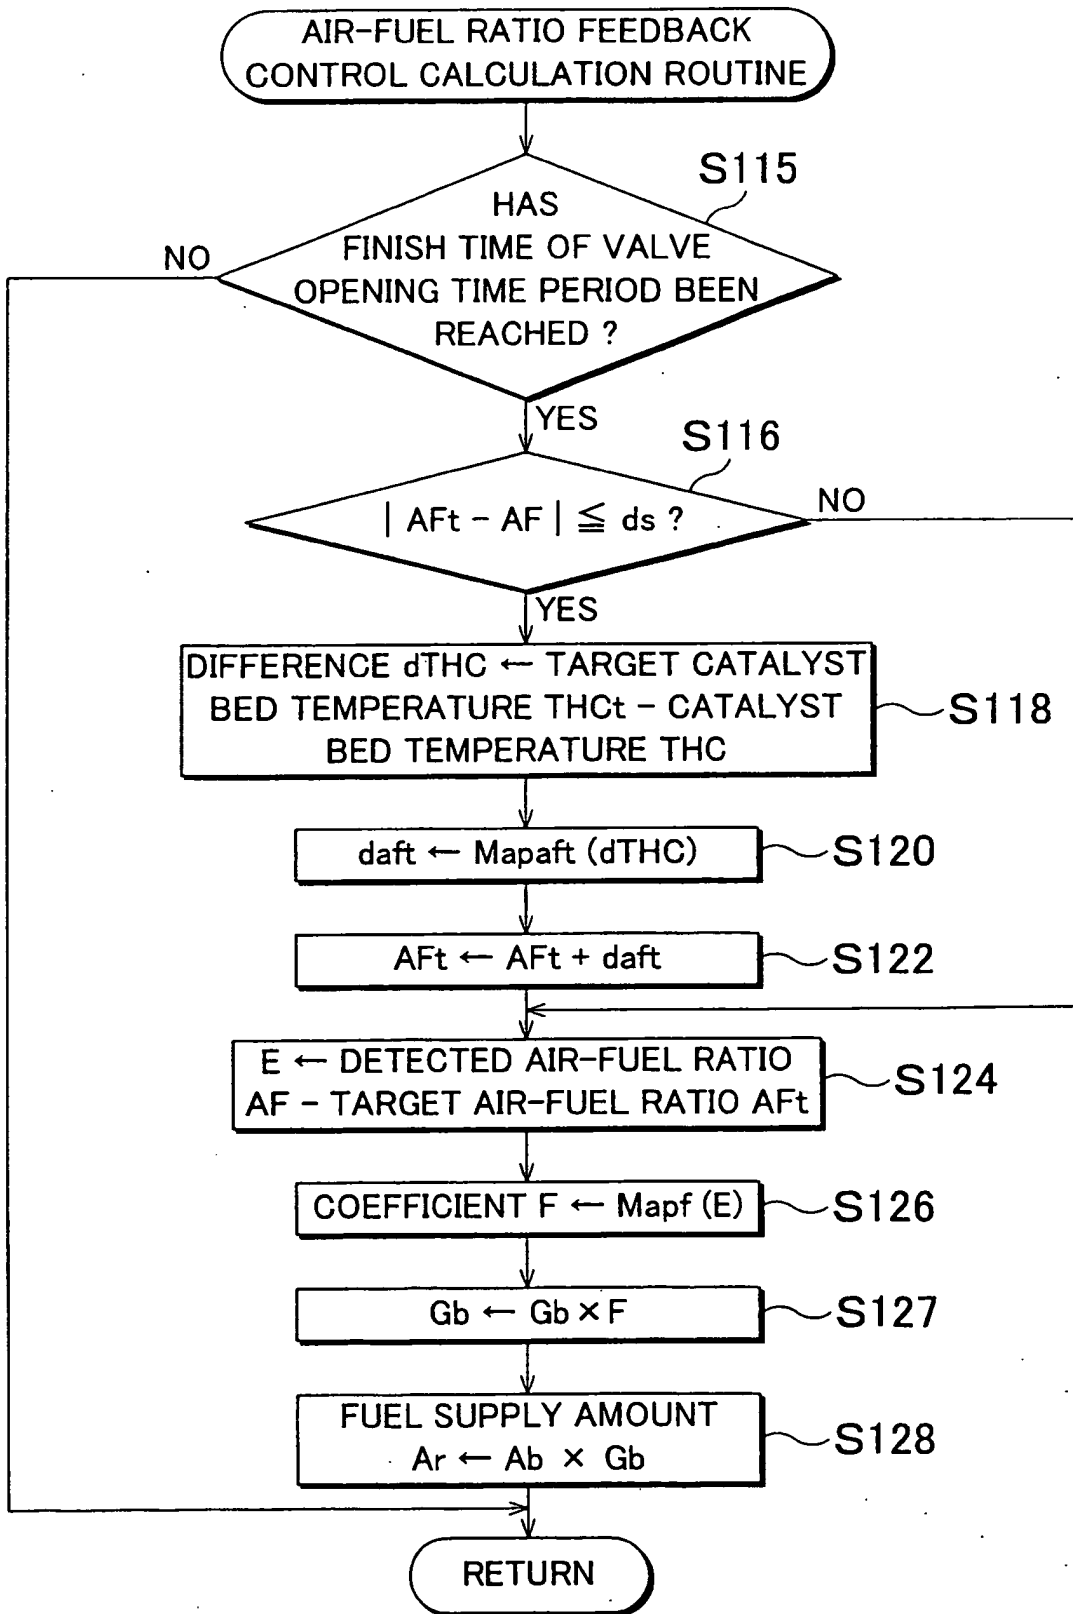 AIR-FUEL RATIO FEEDBACK
CONTROL CALCULATION ROUTINE
S115
HAS
FINISH TIME OF VALVE
OPENING TIME PERIOD BEEN
REACHED ?
NO
YES
S116
| AFt - AF | ≦ ds ?
NO
YES
DIFFERENCE dTHC ← TARGET CATALYST
BED TEMPERATURE THCt - CATALYST
BED TEMPERATURE THC
S118
daft ← Mapaft (dTHC)
S120
AFt ← AFt + daft
S122
E ← DETECTED AIR-FUEL RATIO
AF - TARGET AIR-FUEL RATIO AFt
S124
COEFFICIENT F ← Mapf (E)
S126
Gb ← Gb × F
S127
FUEL SUPPLY AMOUNT
Ar ← Ab × Gb
S128
RETURN